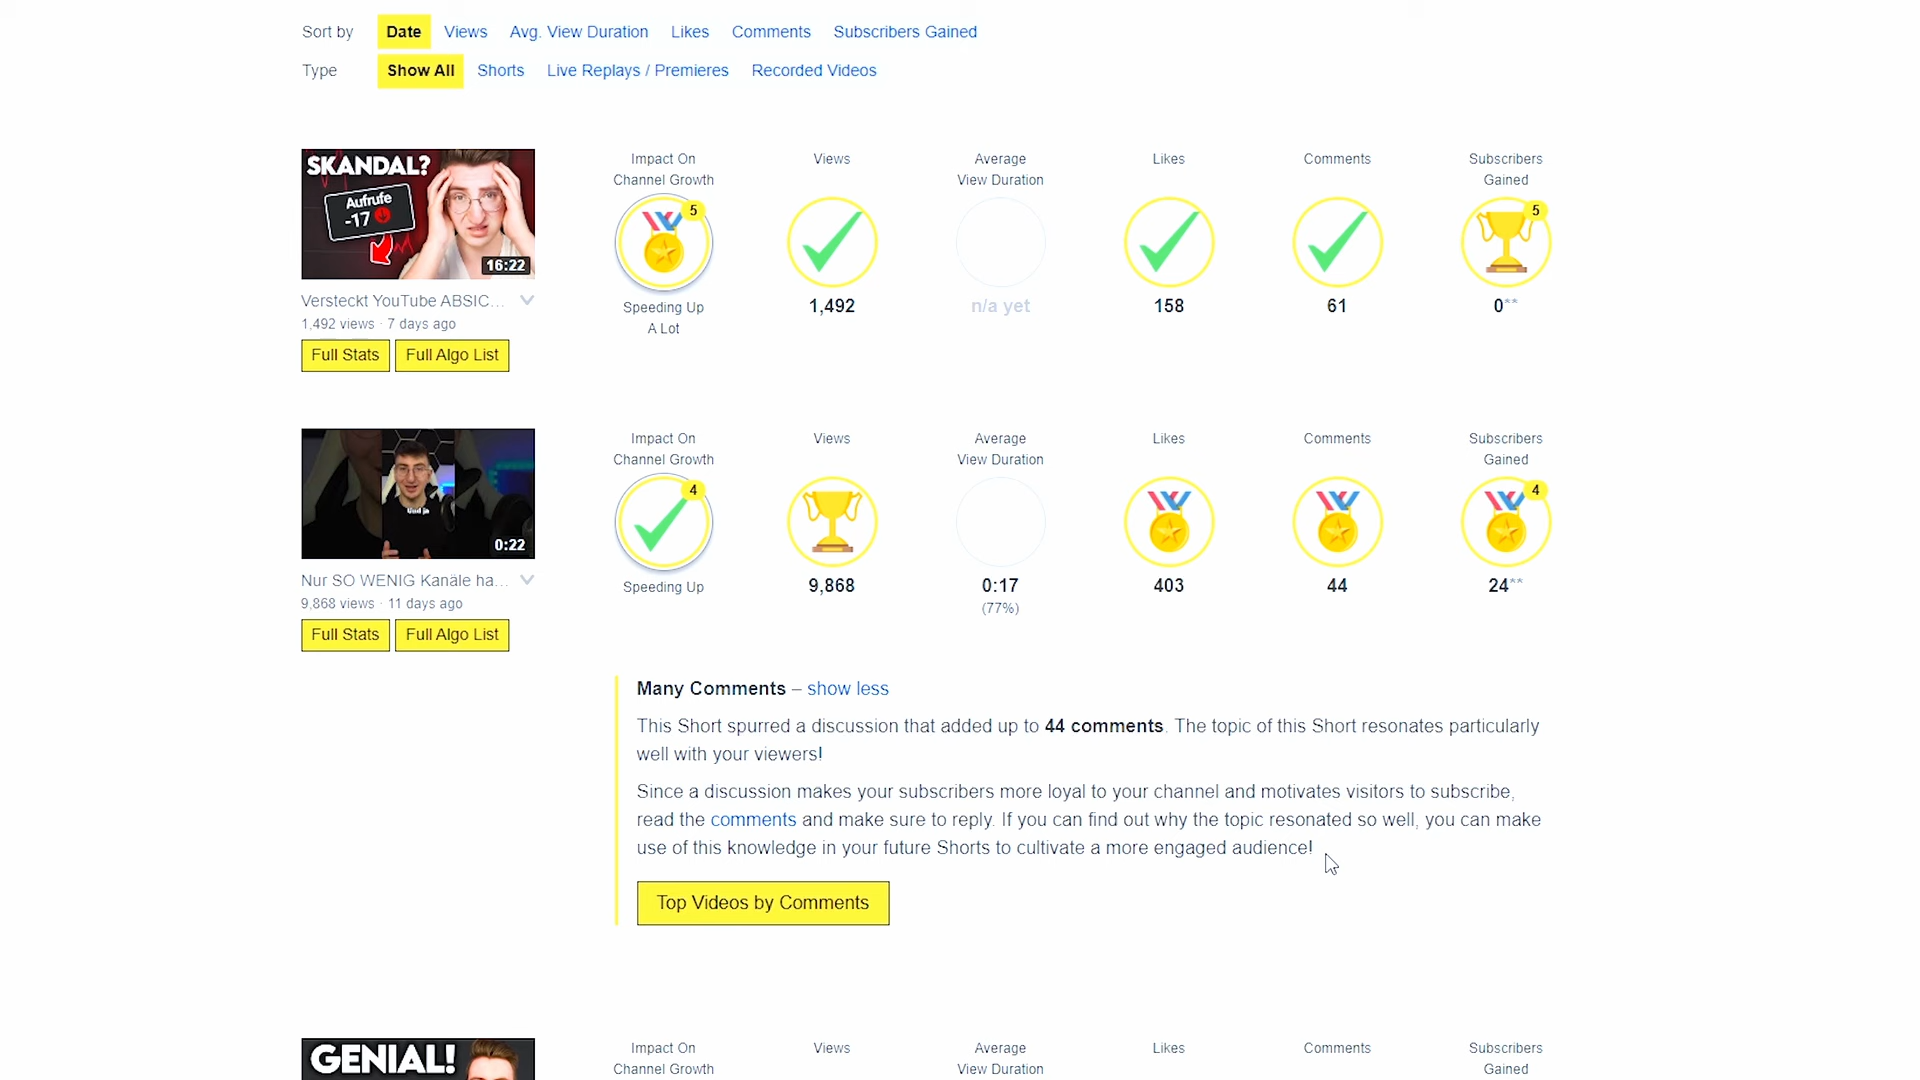 Sort by Date Views Avg. View Duration Likes Comments Subscribers Gained
Type Show All Shorts Live Replays / Premieres Recorded Videos
SKANDAL?
Aufrufe
-17
16:22
Versteckt YouTube ABSIC...
1,492 views · 7 days ago
Full Stats Full Algo List
Impact On
Channel Growth
5
Speeding Up
A Lot
Views
1,492
Average
View Duration
n/a yet
Likes
158
Comments
61
Subscribers
Gained
5
0**
Und ja
0:22
Nur SO WENIG Kanäle ha...
9,868 views · 11 days ago
Full Stats Full Algo List
Impact On
Channel Growth
4
Speeding Up
Views
9,868
Average
View Duration
0:17
(77%)
Likes
403
Comments
44
Subscribers
Gained
4
24**
Many Comments – show less
This Short spurred a discussion that added up to 44 comments. The topic of this Short resonates particularly
well with your viewers!
Since a discussion makes your subscribers more loyal to your channel and motivates visitors to subscribe,
read the comments and make sure to reply. If you can find out why the topic resonated so well, you can make
use of this knowledge in your future Shorts to cultivate a more engaged audience!
Top Videos by Comments
GENIAL!
Impact On
Channel Growth
Views
Average
View Duration
Likes
Comments
Subscribers
Gained